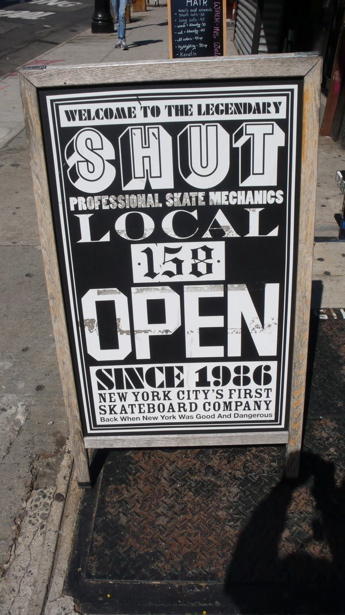 HAIR
WELCOME TO THE LEGENDARY
SHUT
PROFESSIONAL SKATE MECHANICS
LOCAL
158
OPEN
SINCE 1986
NEW YORK CITY'S FIRST
SKATEBOARD COMPANY
Back When New York Was Good And Dangerous